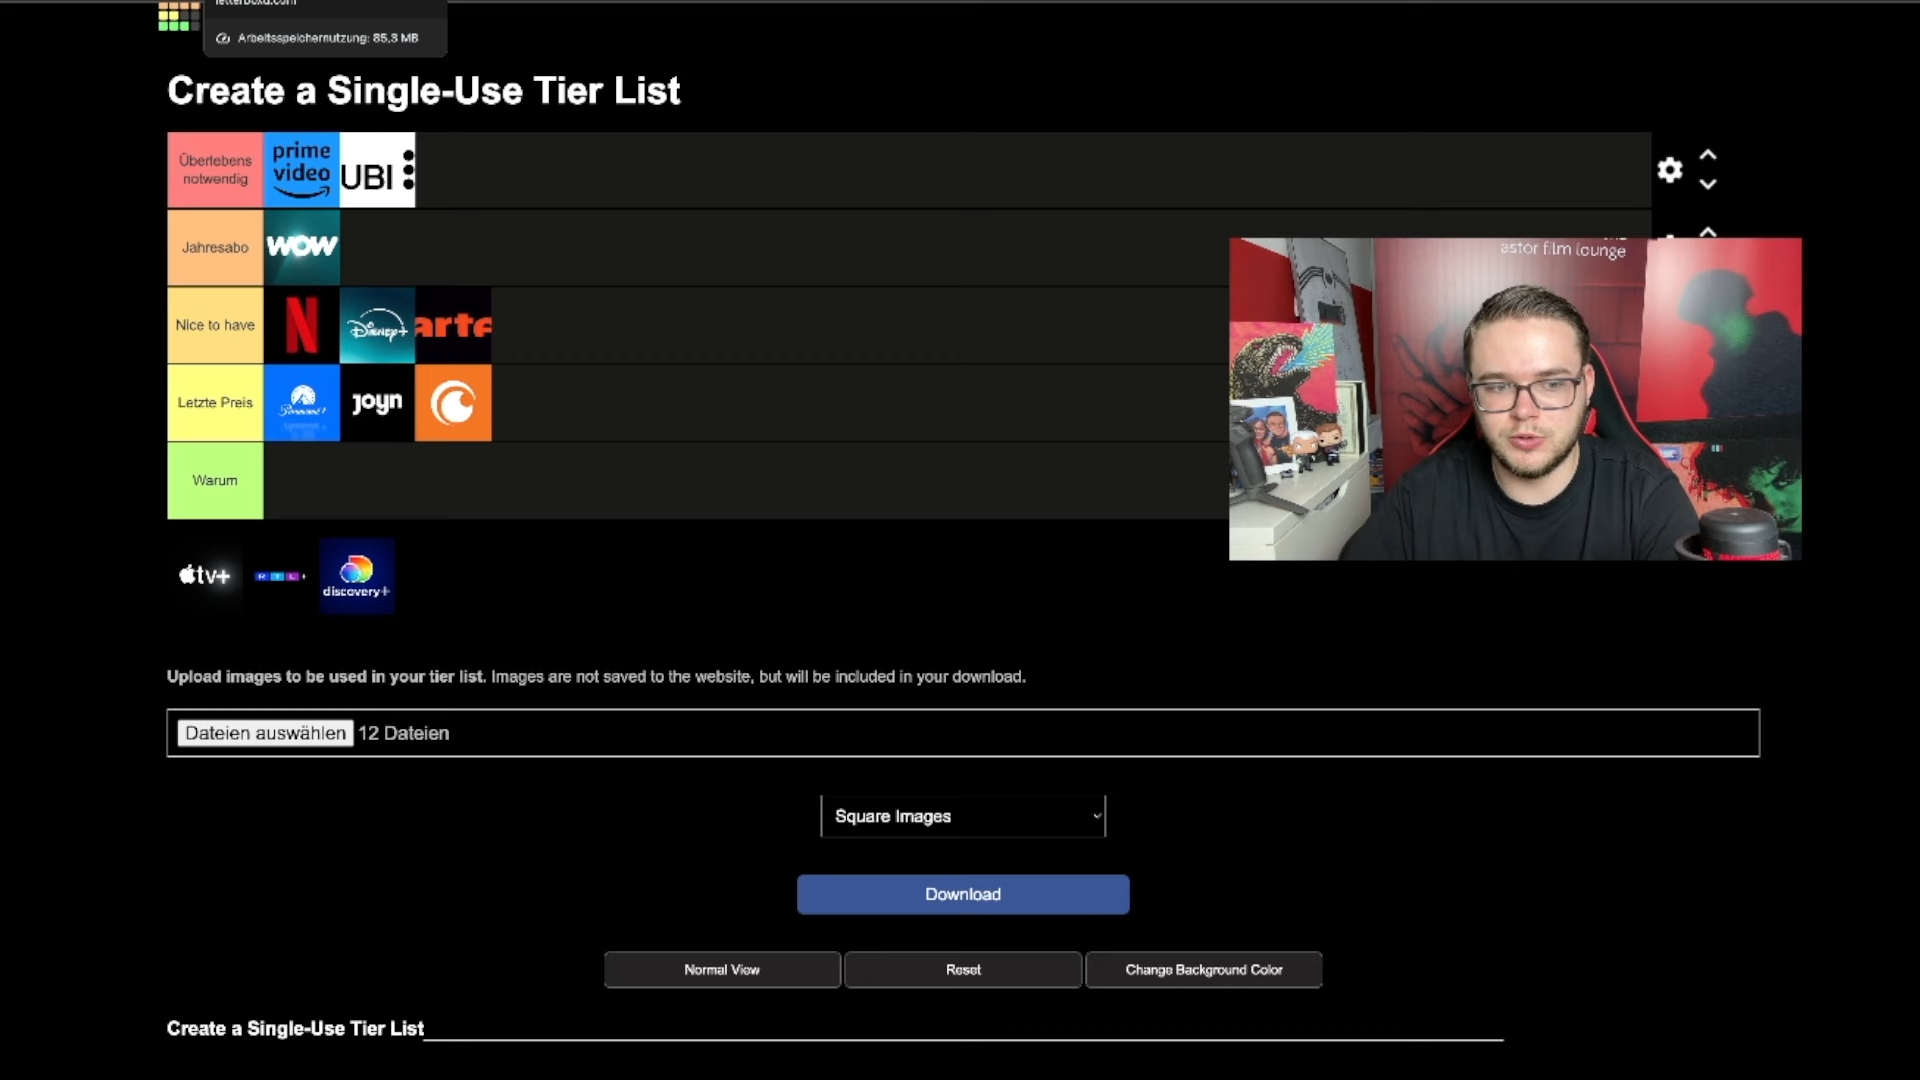 Arbeitsspeichernutzung: 85,3 MB
Create a Single-Use Tier List
Überlebens
notwendig
prime
video
UBI
Jahresabo
WOW
astor film lounge
Nice to have
N
Disney+
arte
Letzte Preis
Paramount+
joyn
Warum
tv+
RTL+
discovery+
Upload images to be used in your tier list. Images are not saved to the website, but will be included in your download.
Dateien auswählen 12 Dateien
Square Images
Download
Normal View
Reset
Change Background Color
Create a Single-Use Tier List